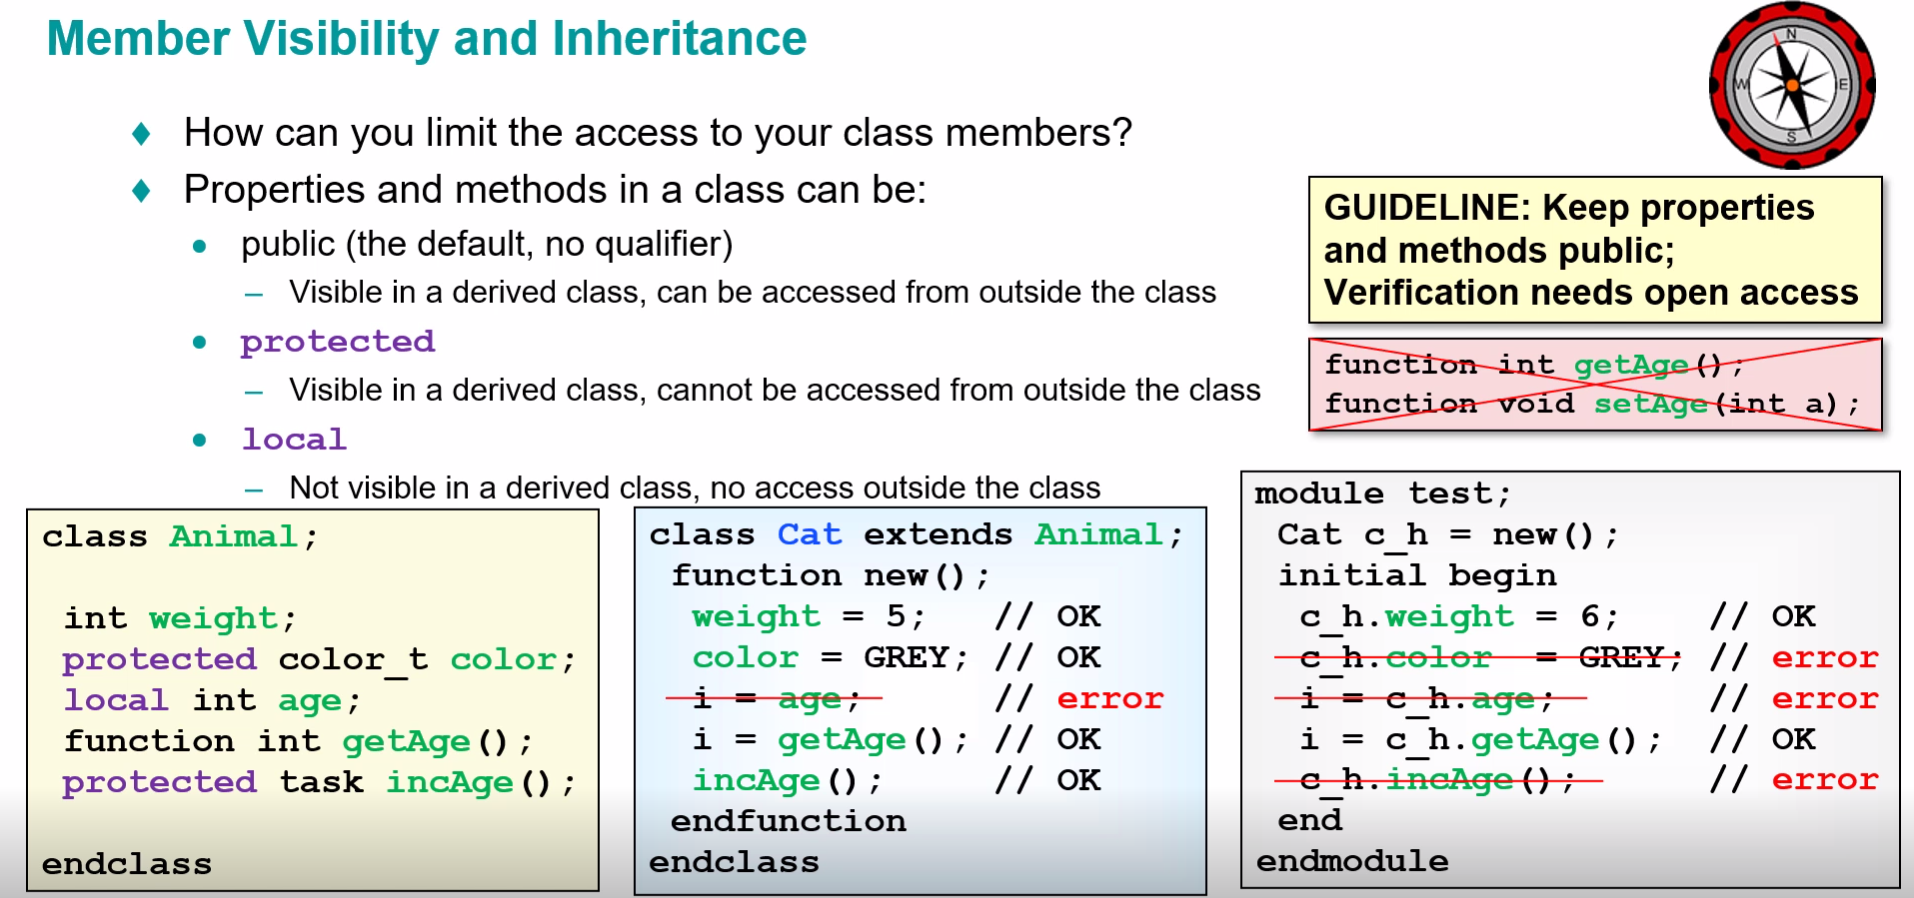 Member Visibility and Inheritance
N
W
E
S
♦ How can you limit the access to your class members?
♦ Properties and methods in a class can be:
• public (the default, no qualifier)
– Visible in a derived class, can be accessed from outside the class
• protected
– Visible in a derived class, cannot be accessed from outside the class
• local
– Not visible in a derived class, no access outside the class
GUIDELINE: Keep properties
and methods public;
Verification needs open access
function int getAge();
function void setAge(int a);
class Animal;
int weight;
protected color_t color;
local int age;
function int getAge();
protected task incAge();
endclass
class Cat extends Animal;
function new();
weight = 5; // OK
color = GREY; // OK
i = age; // error
i = getAge(); // OK
incAge(); // OK
endfunction
endclass
module test;
Cat c_h = new();
initial begin
c_h.weight = 6; // OK
c_h.color = GREY; // error
i = c_h.age; // error
i = c_h.getAge(); // OK
c_h.incAge(); // error
end
endmodule